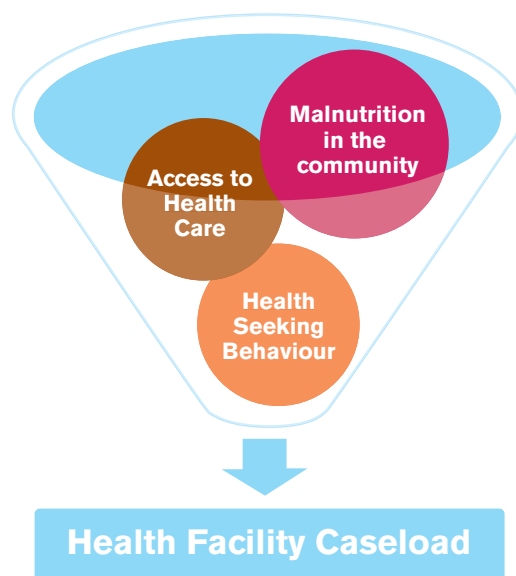 Malnutrition
in the
community
Access to
Health
Care
Health
Seeking
Behaviour
Health Facility Caseload